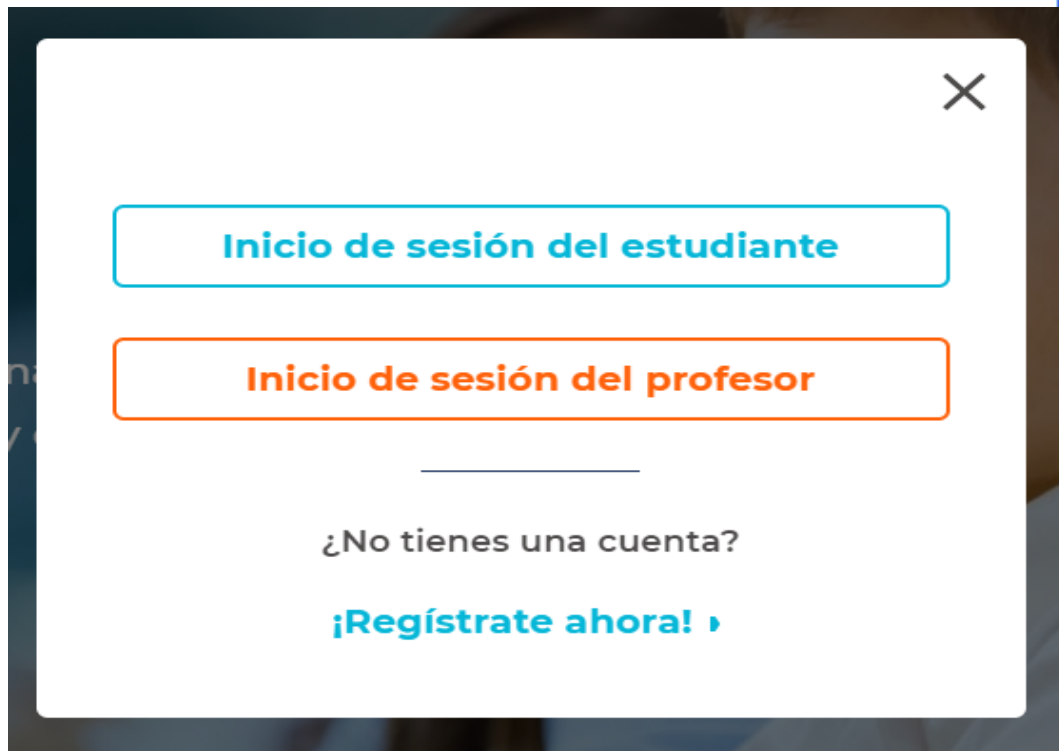 Inicio de sesión del estudiante
Inicio de sesión del profesor
¿No tienes una cuenta?
¡Regístrate ahora!